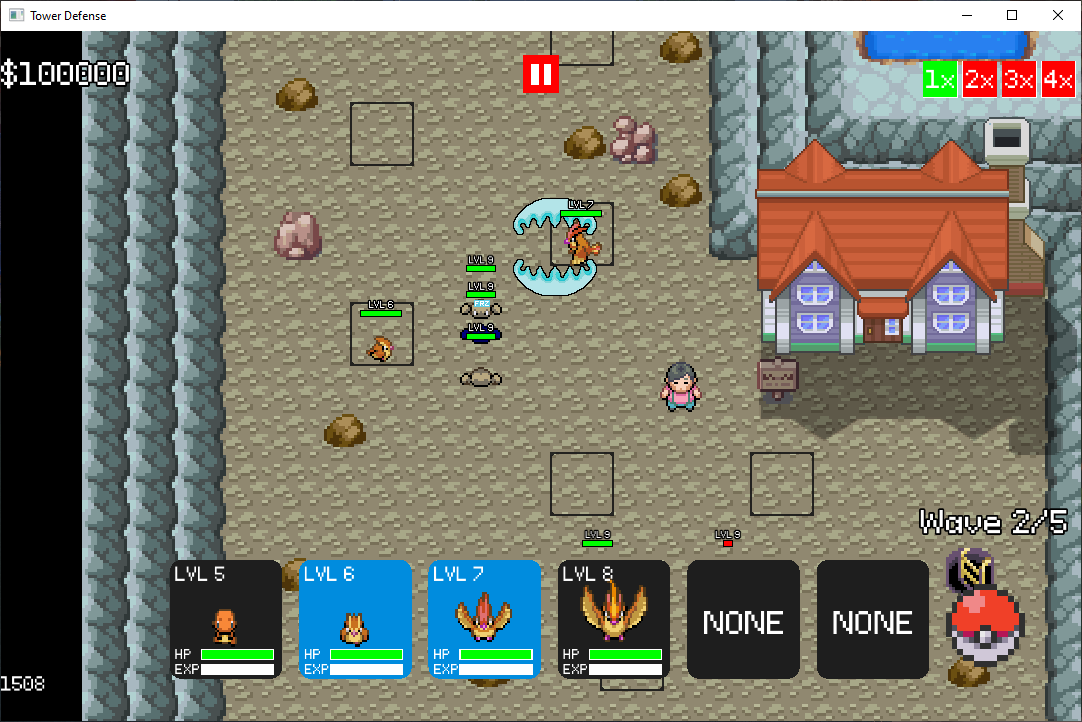 Tower Defense
$100000
1x 2x 3x 4x
LVL 7
LVL 9
LVL 9
FRZ
LVL 6
LVL 9
Wave 2/5
LVL 9
LVL 9
LVL 5
LVL 6
LVL 7
LVL 8
NONE
NONE
HP
HP
HP
HP
EXP
EXP
EXP
EXP
1508